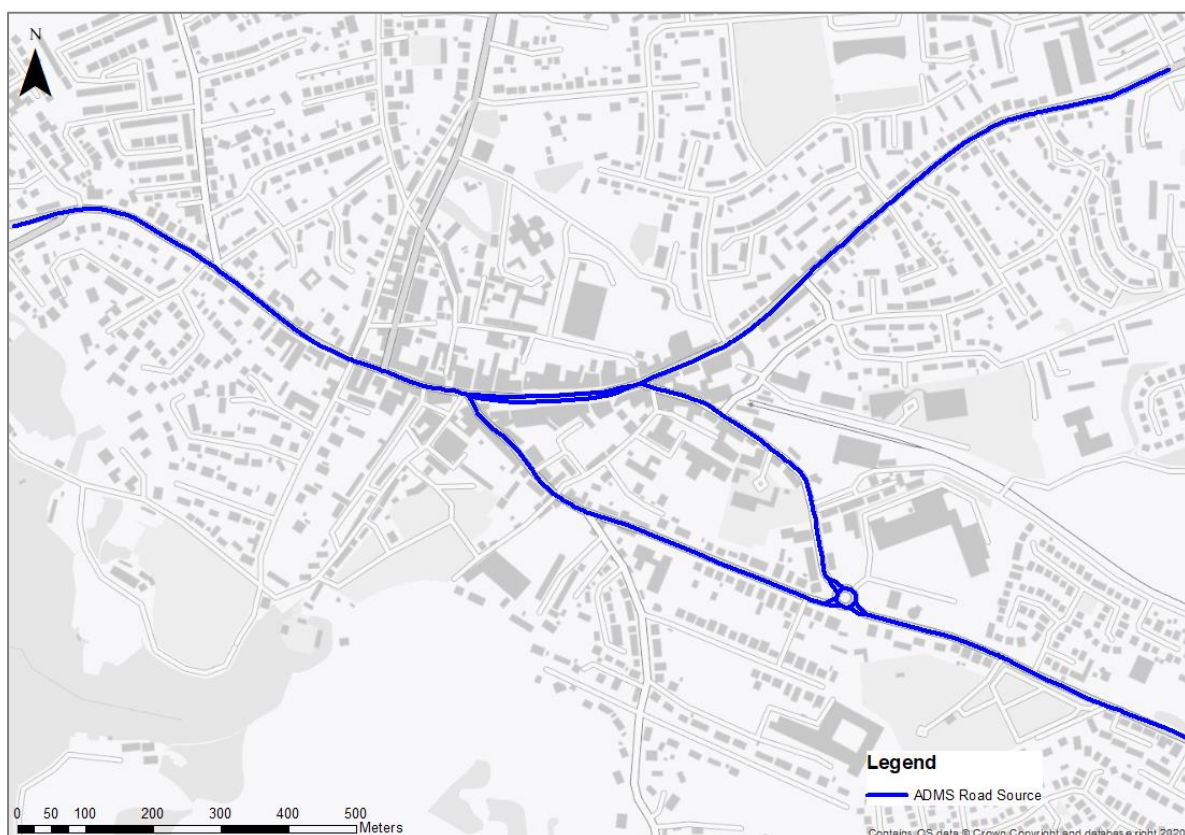 N
Legend
ADMS Road Source
0 50 100 200 300 400 500
Meters
Contains OS data © Crown Copyright and database right 2020